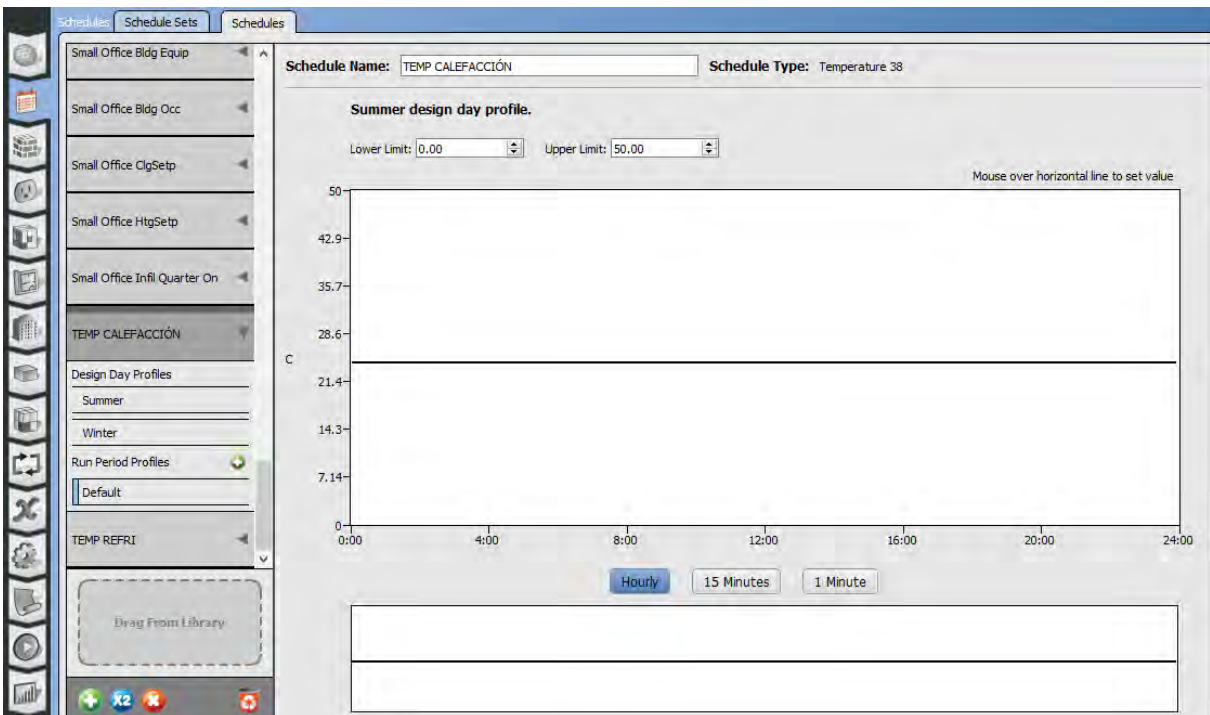 Schedules
Schedule Sets
Schedules
Small Office Bldg Equip
Small Office Bldg Occ
Small Office ClgSetp
Small Office HtgSetp
Small Office Infil Quarter On
TEMP CALEFACCIÓN
Design Day Profiles
Summer
Winter
Run Period Profiles
Default
TEMP REFRI
Drag From Library
X2
Schedule Name: TEMP CALEFACCIÓN Schedule Type: Temperature 38
Summer design day profile.
Lower Limit: 0.00 Upper Limit: 50.00
Mouse over horizontal line to set value
50
42.9
35.7
28.6
C
21.4
14.3
7.14
0
0:00 4:00 8:00 12:00 16:00 20:00 24:00
Hourly 15 Minutes 1 Minute